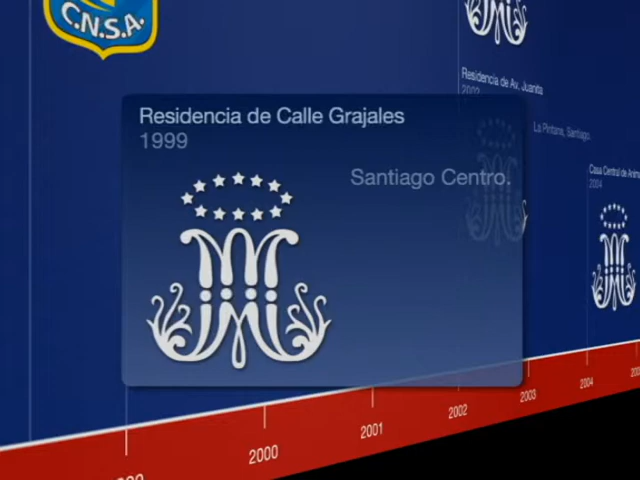 C.N.S.A.
Residencia de Calle Grajales
1999
Santiago Centro.
Residencia de Av. Juanita
2002
La Pintana, Santiago.
Casa Central de
2004
2000
2001
2002
2003
2004